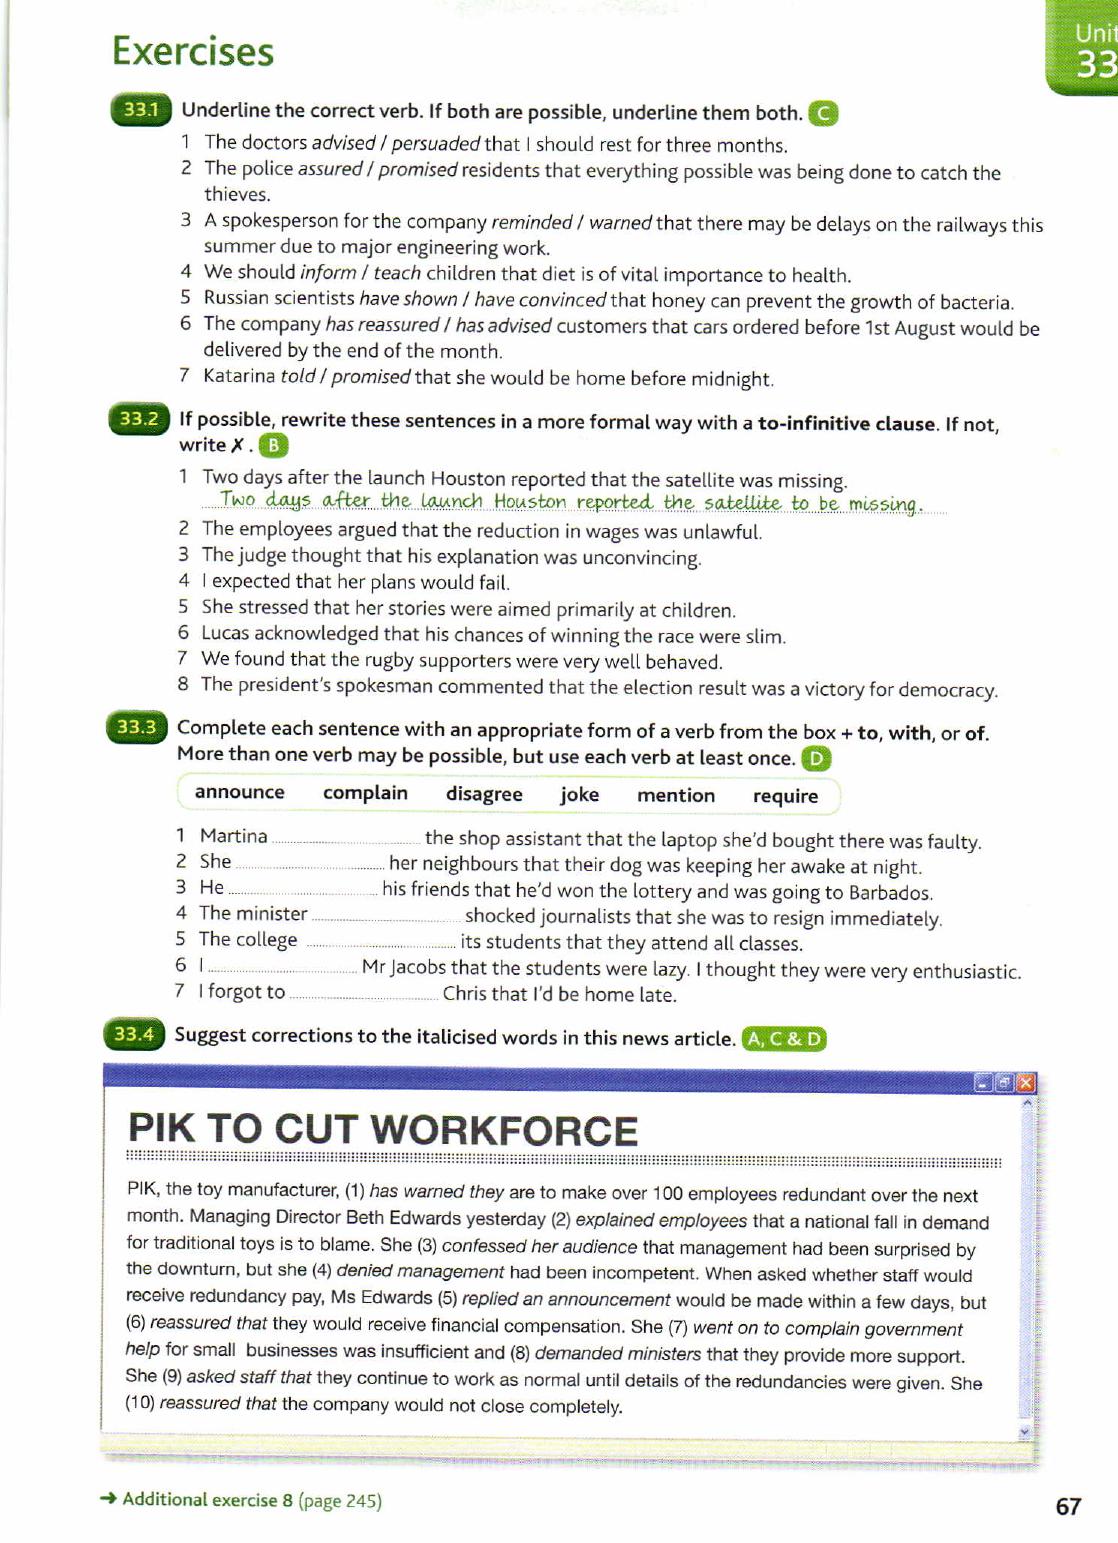 Exercises
Unit
33
33.1 Underline the correct verb. If both are possible, underline them both. C
1 The doctors advised / persuaded that I should rest for three months.
2 The police assured / promised residents that everything possible was being done to catch the
thieves.
3 A spokesperson for the company reminded / warned that there may be delays on the railways this
summer due to major engineering work.
4 We should inform / teach children that diet is of vital importance to health.
5 Russian scientists have shown / have convinced that honey can prevent the growth of bacteria.
6 The company has reassured / has advised customers that cars ordered before 1st August would be
delivered by the end of the month.
7 Katarina told / promised that she would be home before midnight.
33.2 If possible, rewrite these sentences in a more formal way with a to-infinitive clause. If not,
write ✗. B
1 Two days after the launch Houston reported that the satellite was missing.
Two days after the launch Houston reported the satellite to be missing.
2 The employees argued that the reduction in wages was unlawful.
3 The judge thought that his explanation was unconvincing.
4 I expected that her plans would fail.
5 She stressed that her stories were aimed primarily at children.
6 Lucas acknowledged that his chances of winning the race were slim.
7 We found that the rugby supporters were very well behaved.
8 The president's spokesman commented that the election result was a victory for democracy.
33.3 Complete each sentence with an appropriate form of a verb from the box + to, with, or of.
More than one verb may be possible, but use each verb at least once. D
announce complain disagree joke mention require
1 Martina ........................ the shop assistant that the laptop she'd bought there was faulty.
2 She ........................ her neighbours that their dog was keeping her awake at night.
3 He ........................ his friends that he'd won the lottery and was going to Barbados.
4 The minister ........................ shocked journalists that she was to resign immediately.
5 The college ........................ its students that they attend all classes.
6 I ........................ Mr Jacobs that the students were lazy. I thought they were very enthusiastic.
7 I forgot to ........................ Chris that I'd be home late.
33.4 Suggest corrections to the italicised words in this news article. A, C & D
PIK TO CUT WORKFORCE
PIK, the toy manufacturer, (1) has warned they are to make over 100 employees redundant over the next
month. Managing Director Beth Edwards yesterday (2) explained employees that a national fall in demand
for traditional toys is to blame. She (3) confessed her audience that management had been surprised by
the downturn, but she (4) denied management had been incompetent. When asked whether staff would
receive redundancy pay, Ms Edwards (5) replied an announcement would be made within a few days, but
(6) reassured that they would receive financial compensation. She (7) went on to complain government
help for small businesses was insufficient and (8) demanded ministers that they provide more support.
She (9) asked staff that they continue to work as normal until details of the redundancies were given. She
(10) reassured that the company would not close completely.
➜ Additional exercise 8 (page 245)
67